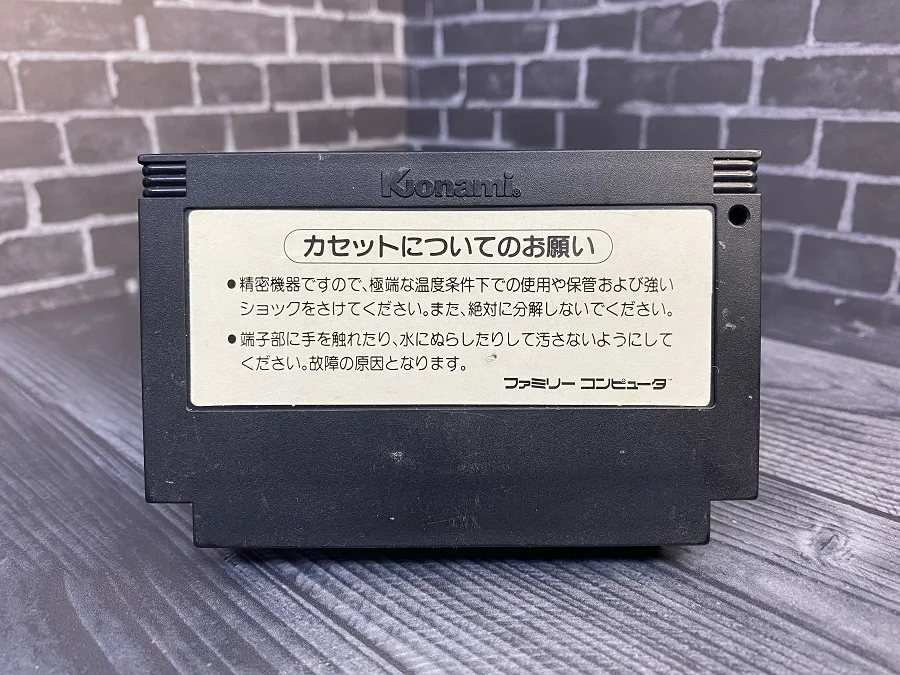 Konami®
カセットについてのお願い
●精密機器ですので、極端な温度条件下での使用や保管および強い
ショックをさけてください。また、絶対に分解しないでください。
●端子部に手を触れたり、水にぬらしたりして汚さないようにして
ください。故障の原因となります。
ファミリーコンピュータ™